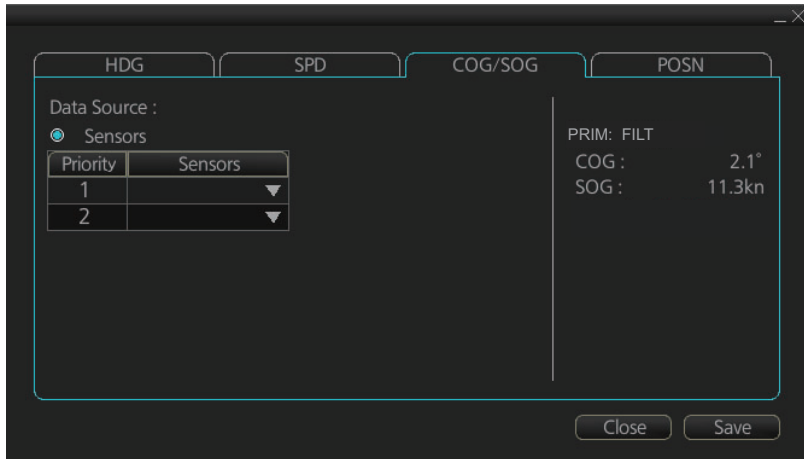 HDG SPD COG/SOG POSN
Data Source :
Sensors
Priority Sensors
1
2
PRIM: FILT
COG : 2.1°
SOG : 11.3kn
Close Save